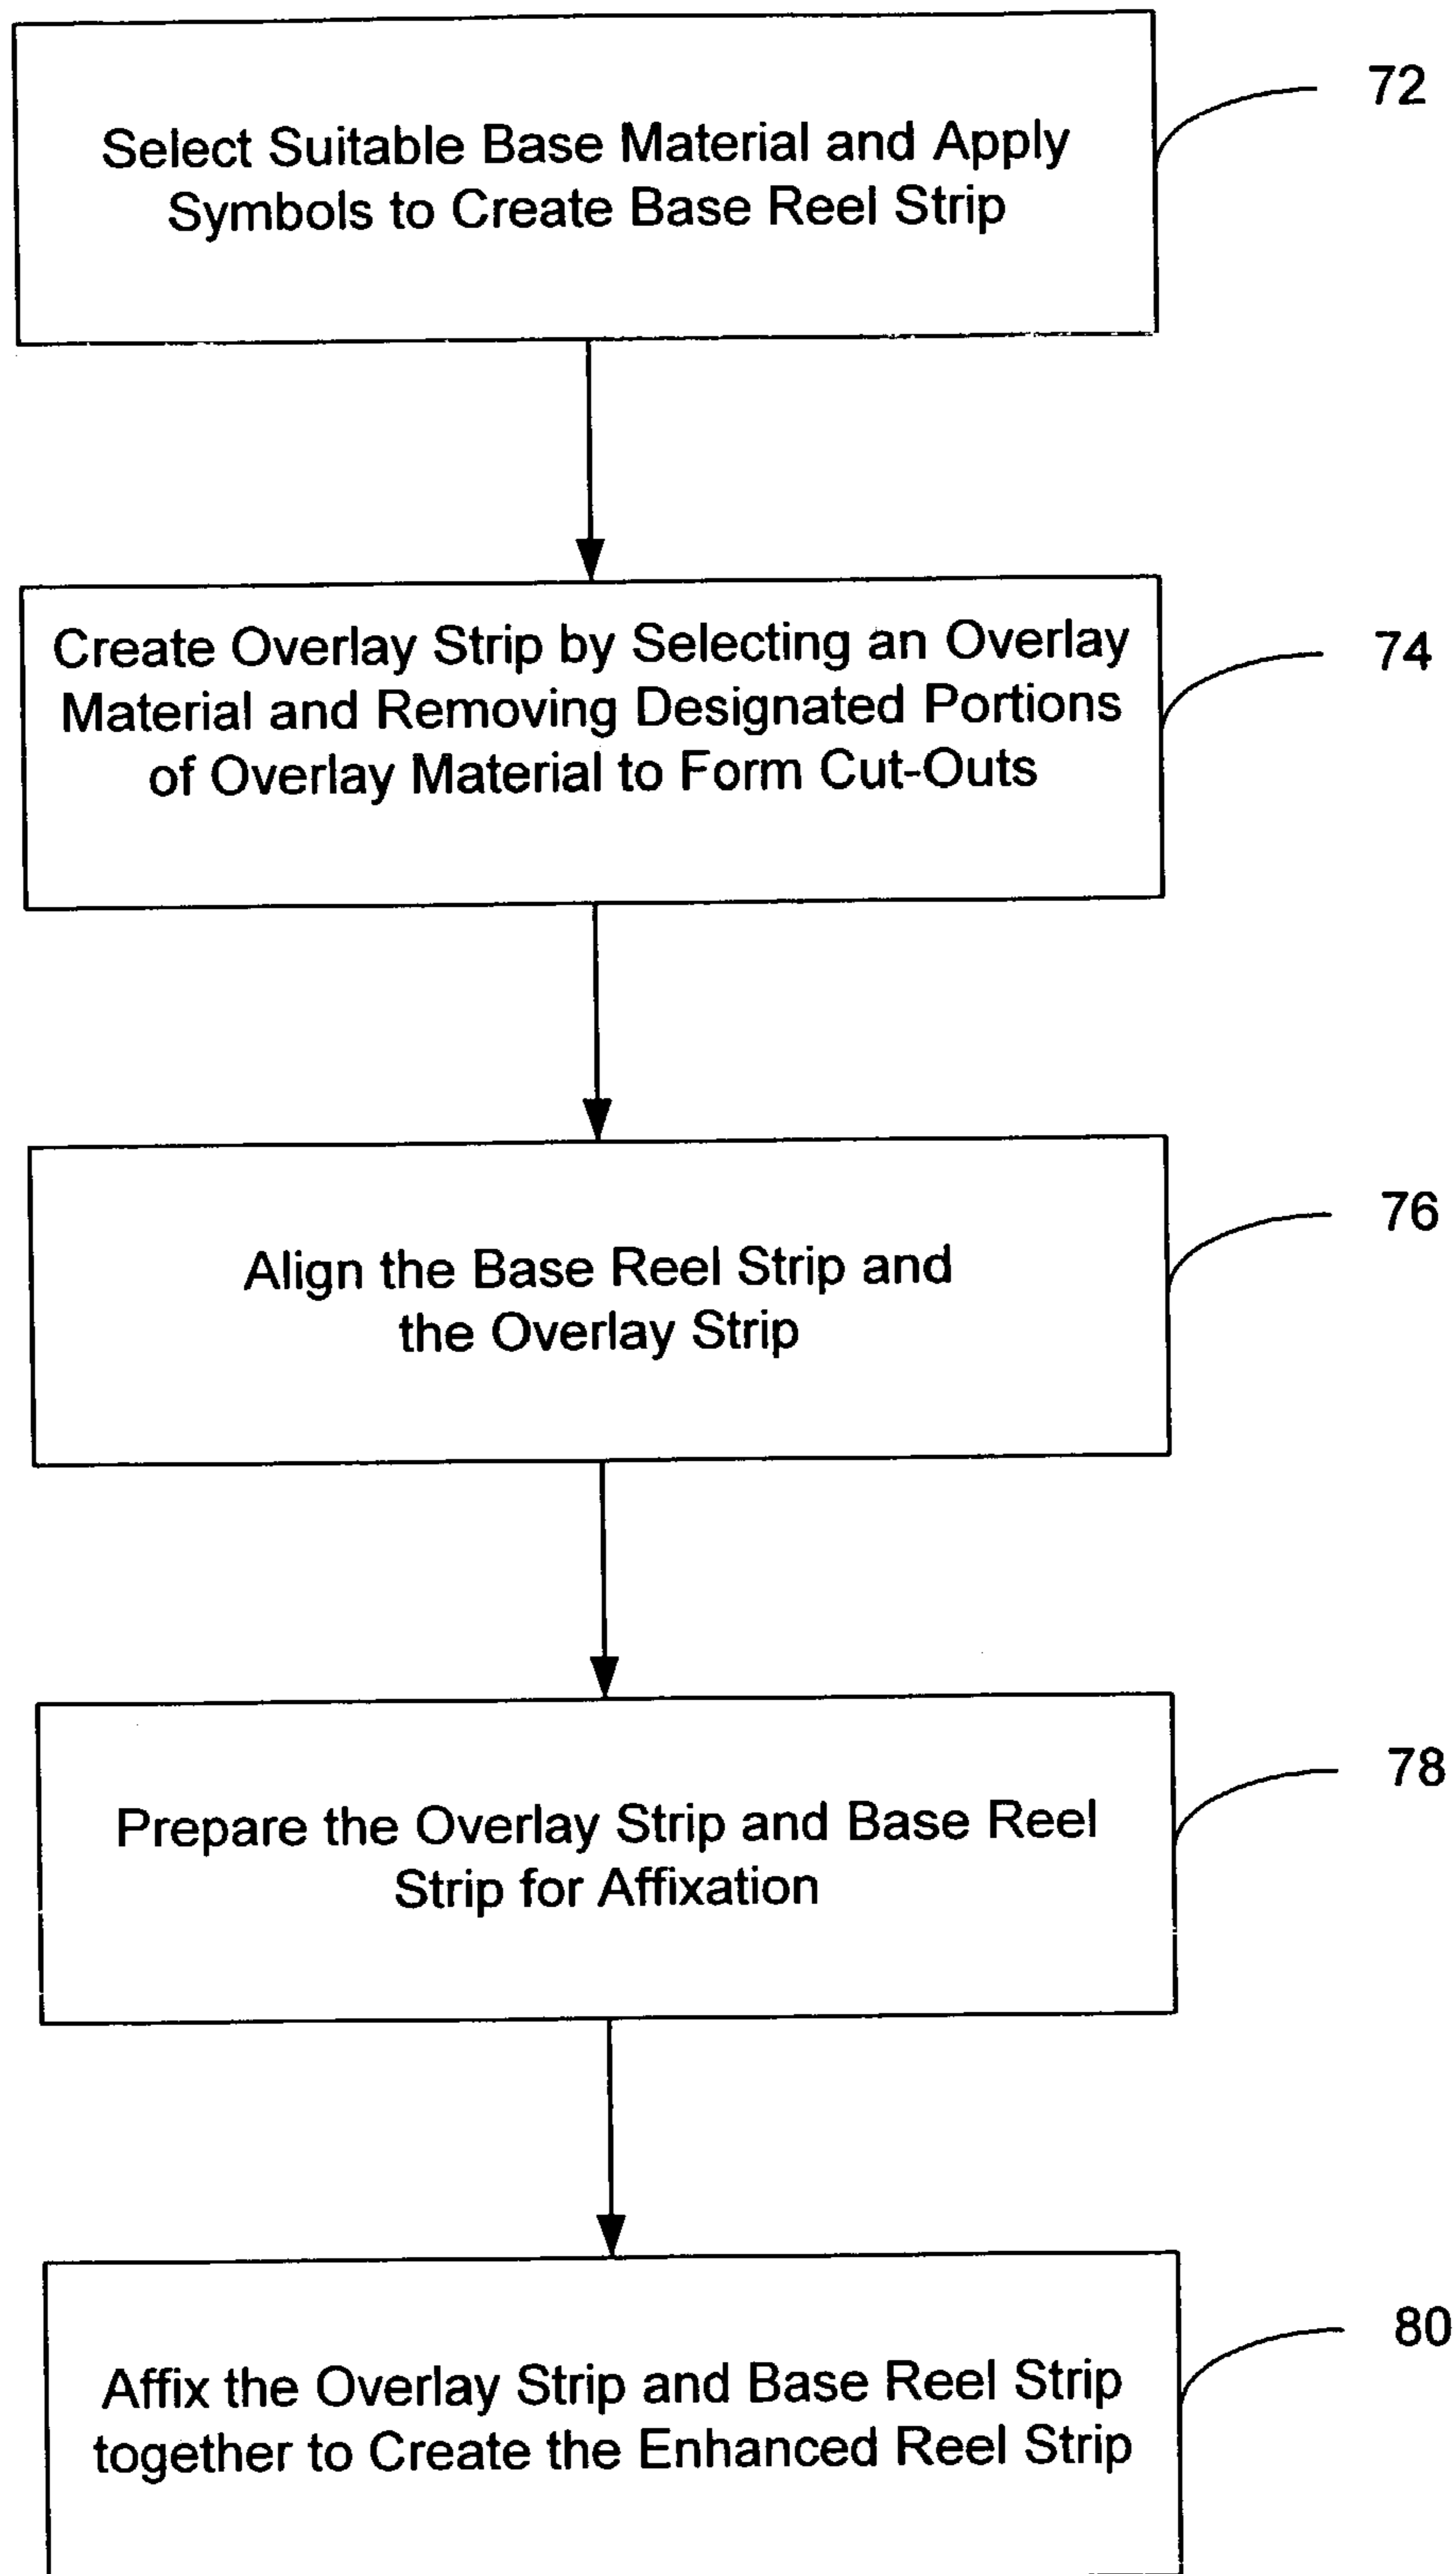 72
Select Suitable Base Material and Apply
Symbols to Create Base Reel Strip
74
Create Overlay Strip by Selecting an Overlay
Material and Removing Designated Portions
of Overlay Material to Form Cut-Outs
76
Align the Base Reel Strip and
the Overlay Strip
78
Prepare the Overlay Strip and Base Reel
Strip for Affixation
80
Affix the Overlay Strip and Base Reel Strip
together to Create the Enhanced Reel Strip